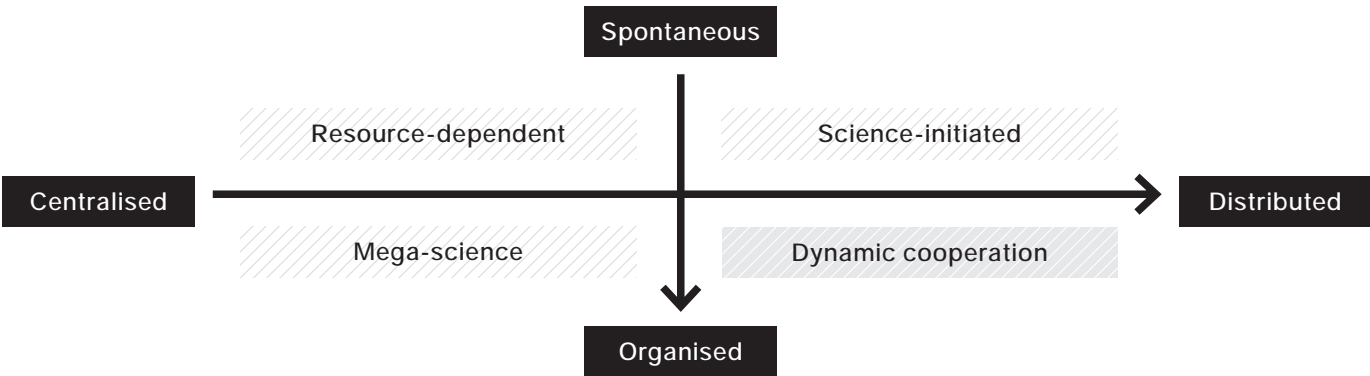 Spontaneous
Resource-dependent
Science-initiated
Centralised
Distributed
Mega-science
Dynamic cooperation
Organised